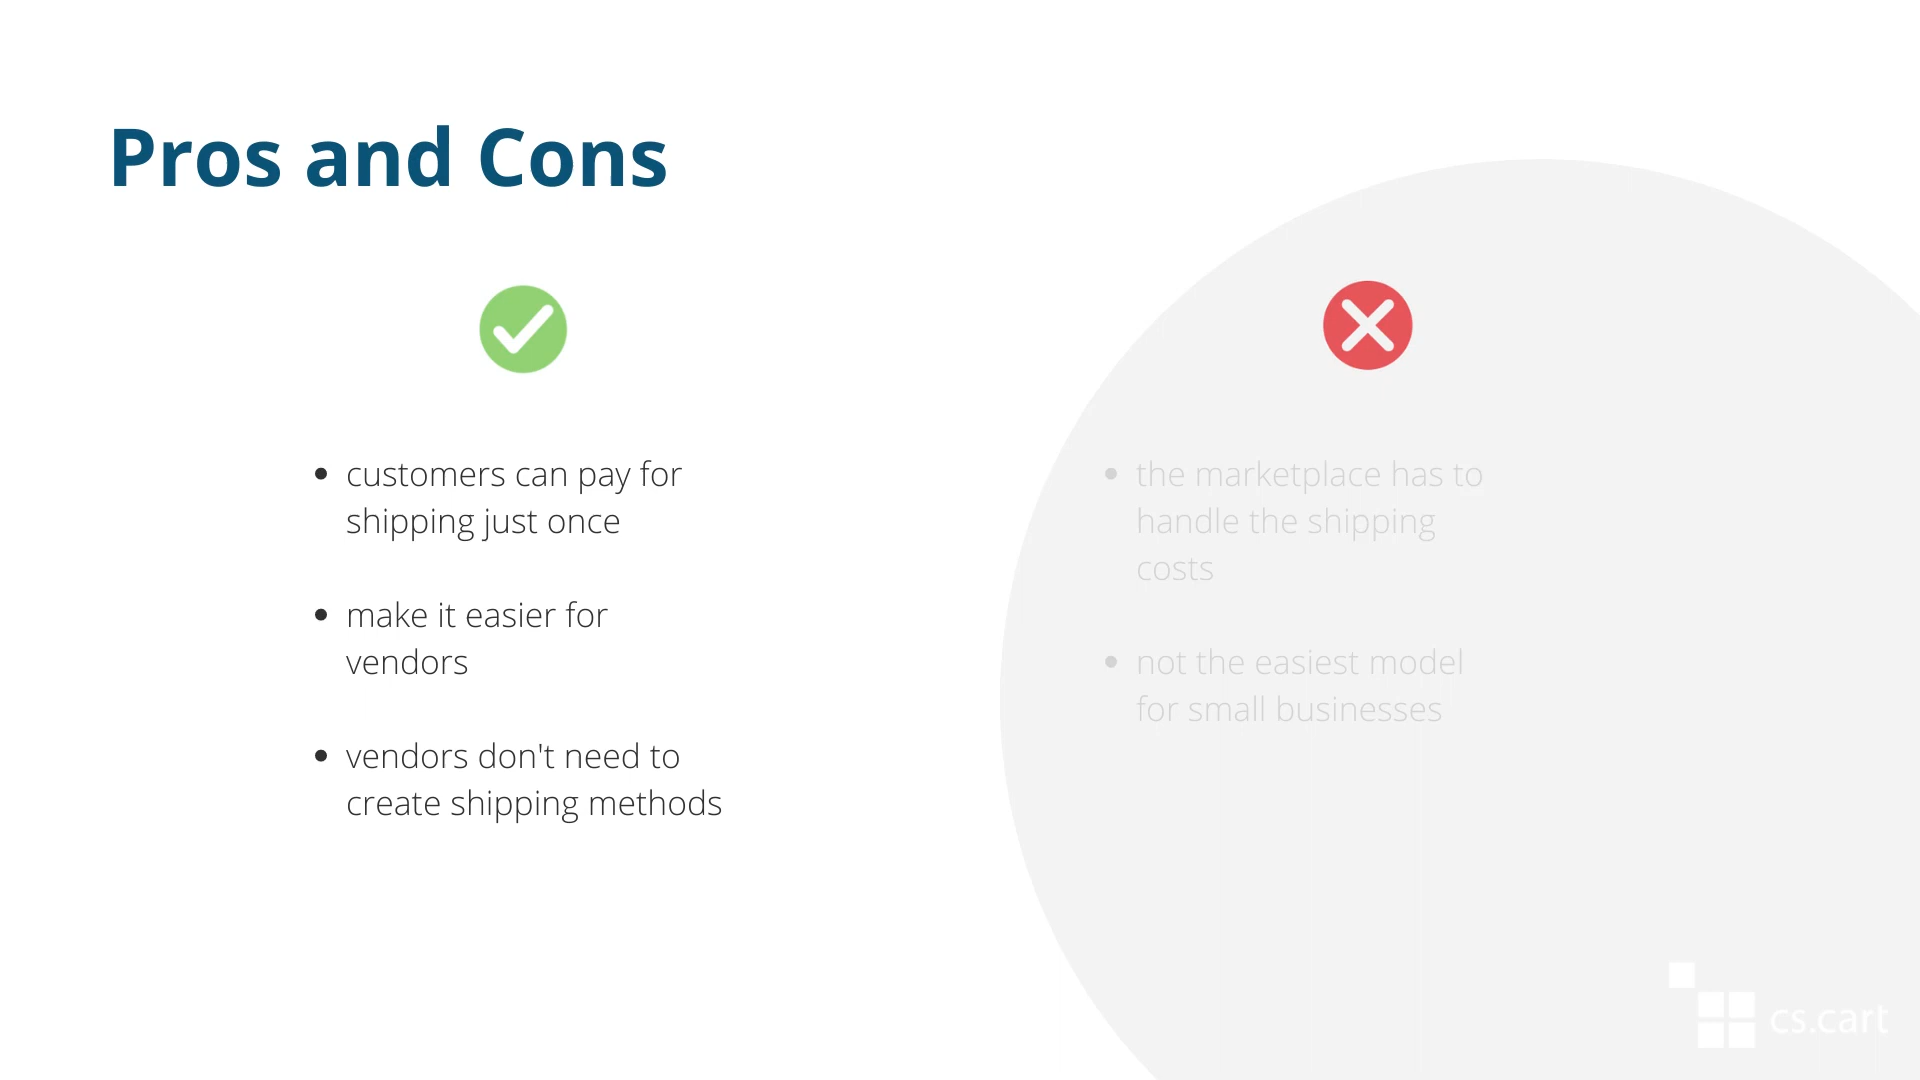 Pros and Cons
customers can pay for
shipping just once
make it easier for
vendors
vendors don't need to
create shipping methods
the marketplace has to
handle the shipping
costs
not the easiest model
for small businesses
cs.cart